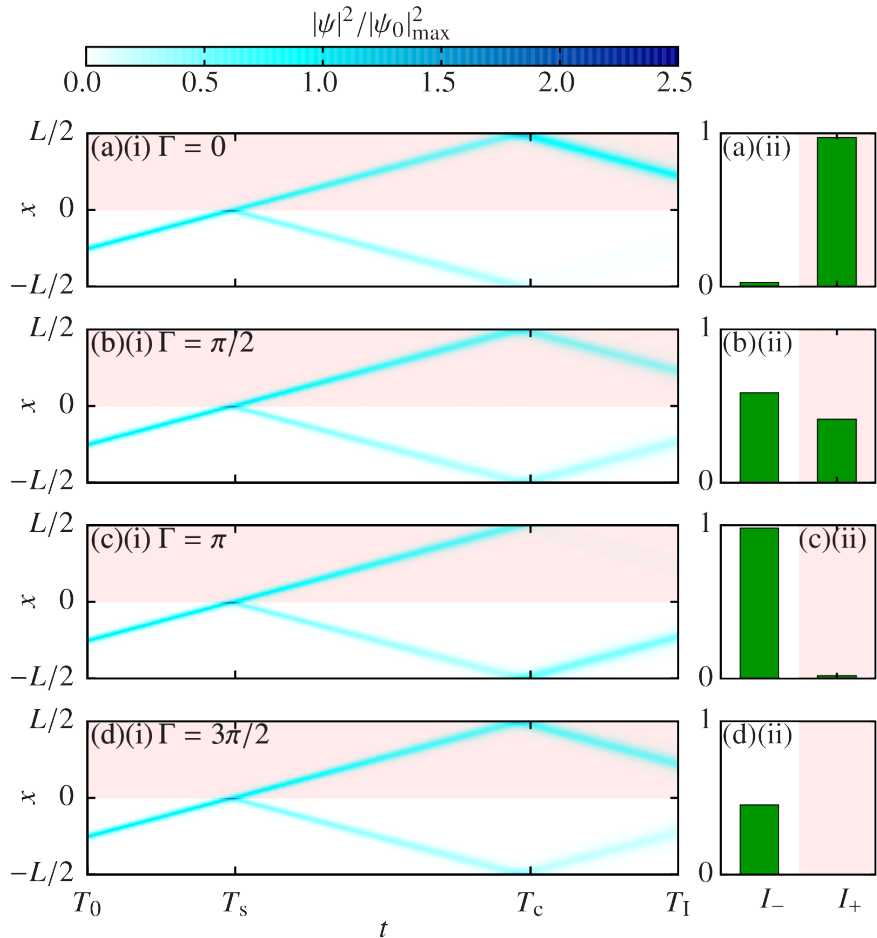 |ψ|²/|ψ₀|²max
0.0 0.5 1.0 1.5 2.0 2.5
L/2 (a)(i) Γ = 0 1 (a)(ii)
x 0
−L/2 0
L/2 (b)(i) Γ = π/2 1 (b)(ii)
x 0
−L/2 0
L/2 (c)(i) Γ = π 1 (c)(ii)
x 0
−L/2 0
L/2 (d)(i) Γ = 3π/2 1 (d)(ii)
x 0
−L/2 0
T₀ Tₛ T_c T_I I₋ I₊
t